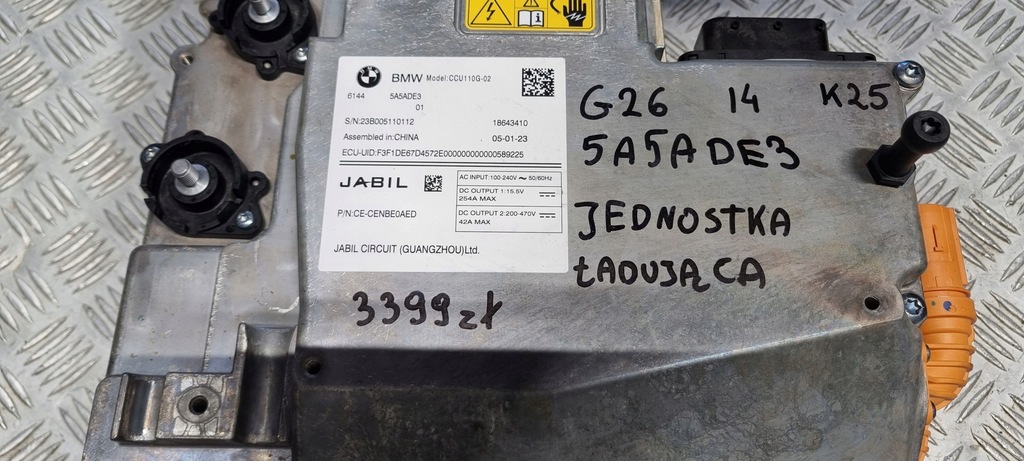 BMW Model:CCU110G-02
6144 5A5ADE3
01
S/N:23B005110112 18643410
Assembled in:CHINA 05-01-23
ECU-UID:F3F1DE67D4572E000000000000589225
JABIL
P/N:CE-CENBE0AED
AC INPUT:100-240V ~ 50/60Hz
DC OUTPUT 1:15.5V
254A MAX
DC OUTPUT 2:200-470V
42A MAX
JABIL CIRCUIT (GUANGZHOU)Ltd.
G26 I4 K25
5A5ADE3
JEDNOSTKA
ŁADUJĄCA
3399zł